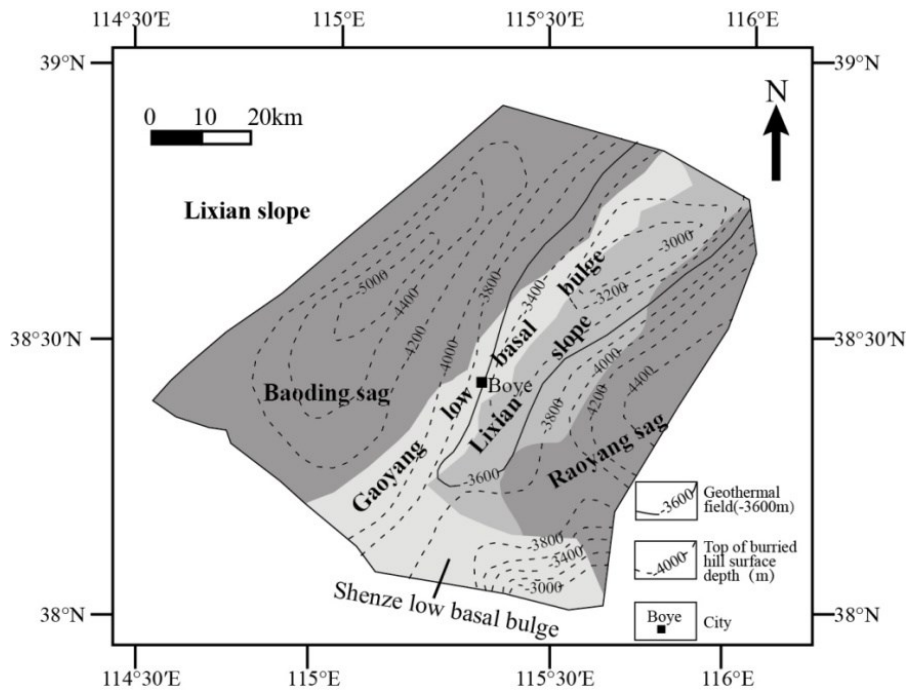 114°30′E
115°E
115°30′E
116°E
39°N
39°N
0 10 20km
N
Lixian slope
-3000
-5000
-3800
bulge
-4400
-3400
-3200
-4200
basal
slope
38°30′N
38°30′N
-4000
-4000
Boye
-4400
Baoding sag
low
-4200
Lixian
-3800
Gaoyang
Raoyang sag
-3600
-3600
Geothermal
field(-3600m)
-3800
-3400
-4000
Top of burried
hill surface
depth (m)
-3000
Shenze low basal bulge
Boye
City
38°N
38°N
114°30′E
115°E
115°30′E
116°E